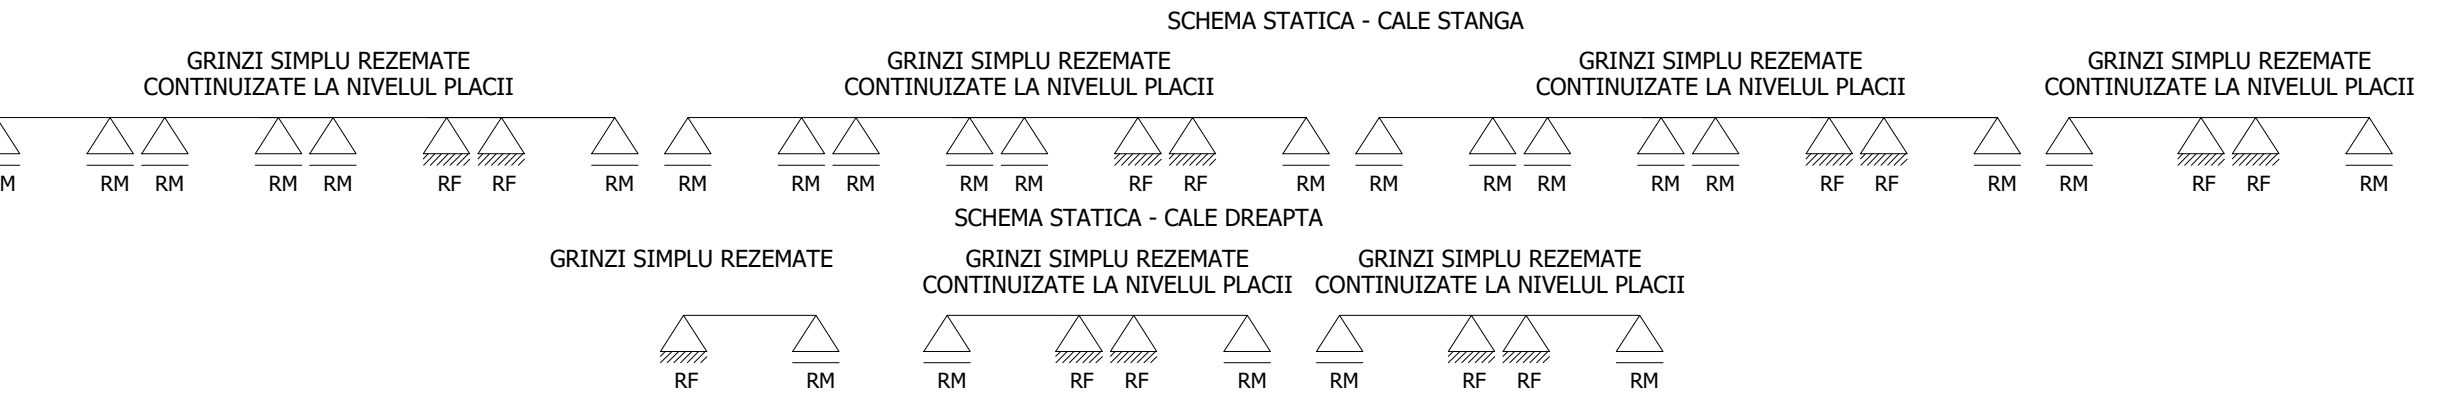 SCHEMA STATICA - CALE STANGA
GRINZI SIMPLU REZEMATE GRINZI SIMPLU REZEMATE GRINZI SIMPLU REZEMATE GRINZI SIMPLU REZEMATE
CONTINUIZATE LA NIVELUL PLACII CONTINUIZATE LA NIVELUL PLACII CONTINUIZATE LA NIVELUL PLACII CONTINUIZATE LA NIVELUL PLACII
M RM RM RM RM RF RF RM RM RM RM RM RM RF RF RM RM RM RM RM RM RF RF RM RM RF RF RM
SCHEMA STATICA - CALE DREAPTA
GRINZI SIMPLU REZEMATE GRINZI SIMPLU REZEMATE GRINZI SIMPLU REZEMATE
CONTINUIZATE LA NIVELUL PLACII CONTINUIZATE LA NIVELUL PLACII
RF RM RM RF RF RM RM RF RF RM